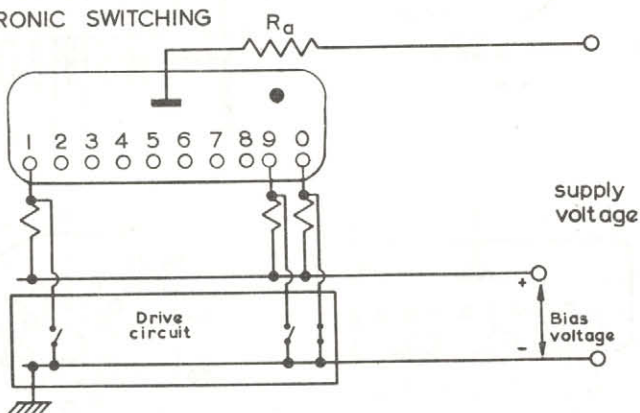 RONIC SWITCHING
Ra
1 2 3 4 5 6 7 8 9 0
supply
voltage
+
Drive
circuit
Bias
voltage
-